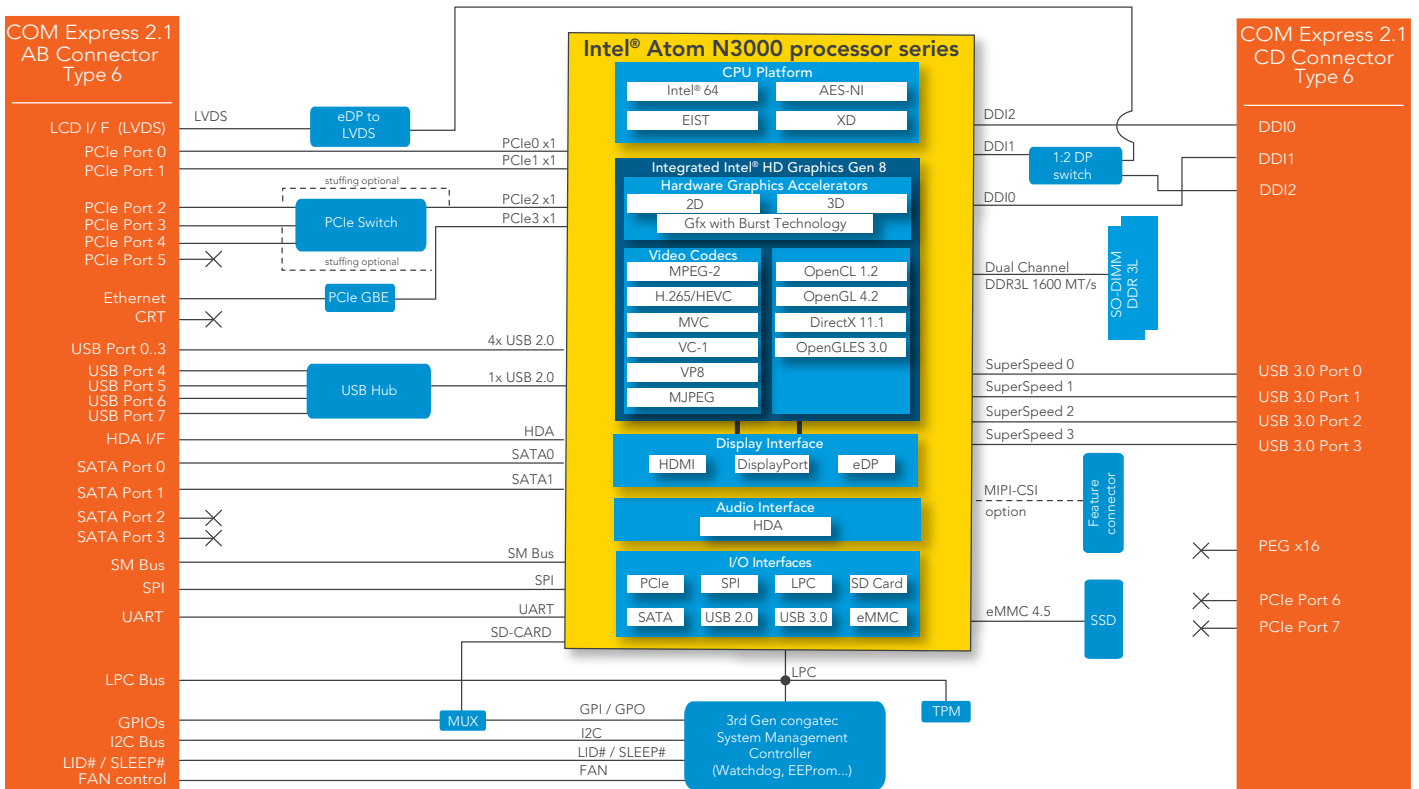 COM Express 2.1
AB Connector
Type 6
LCD I/ F (LVDS)
PCIe Port 0
PCIe Port 1
PCIe Port 2
PCIe Port 3
PCIe Port 4
PCIe Port 5
Ethernet
CRT
USB Port 0..3
USB Port 4
USB Port 5
USB Port 6
USB Port 7
HDA I/F
SATA Port 0
SATA Port 1
SATA Port 2
SATA Port 3
SM Bus
SPI
UART
LPC Bus
GPIOs
I2C Bus
LID# / SLEEP#
FAN control
LVDS
eDP to
LVDS
PCIe0 x1
PCIe1 x1
stuffing optional
PCIe2 x1
PCIe Switch
PCIe3 x1
stuffing optional
PCIe GBE
4x USB 2.0
1x USB 2.0
USB Hub
HDA
SATA0
SATA1
SM Bus
SPI
UART
SD-CARD
MUX
GPI / GPO
I2C
LID# / SLEEP#
FAN
Intel® Atom N3000 processor series
CPU Platform
Intel® 64
AES-NI
EIST
XD
Integrated Intel® HD Graphics Gen 8
Hardware Graphics Accelerators
2D
3D
Gfx with Burst Technology
Video Codecs
MPEG-2
H.265/HEVC
MVC
VC-1
VP8
MJPEG
OpenCL 1.2
OpenGL 4.2
DirectX 11.1
OpenGLES 3.0
Display Interface
HDMI
DisplayPort
eDP
Audio Interface
HDA
I/O Interfaces
PCIe
SPI
LPC
SD Card
SATA
USB 2.0
USB 3.0
eMMC
LPC
3rd Gen congatec
System Management
Controller
(Watchdog, EEProm...)
TPM
DDI2
DDI1
1:2 DP
switch
DDI0
Dual Channel
DDR3L 1600 MT/s
SO-DIMM
DDR 3L
SuperSpeed 0
SuperSpeed 1
SuperSpeed 2
SuperSpeed 3
MIPI-CSI
option
Feature
connector
eMMC 4.5
SSD
COM Express 2.1
CD Connector
Type 6
DDI0
DDI1
DDI2
USB 3.0 Port 0
USB 3.0 Port 1
USB 3.0 Port 2
USB 3.0 Port 3
PEG x16
PCIe Port 6
PCIe Port 7